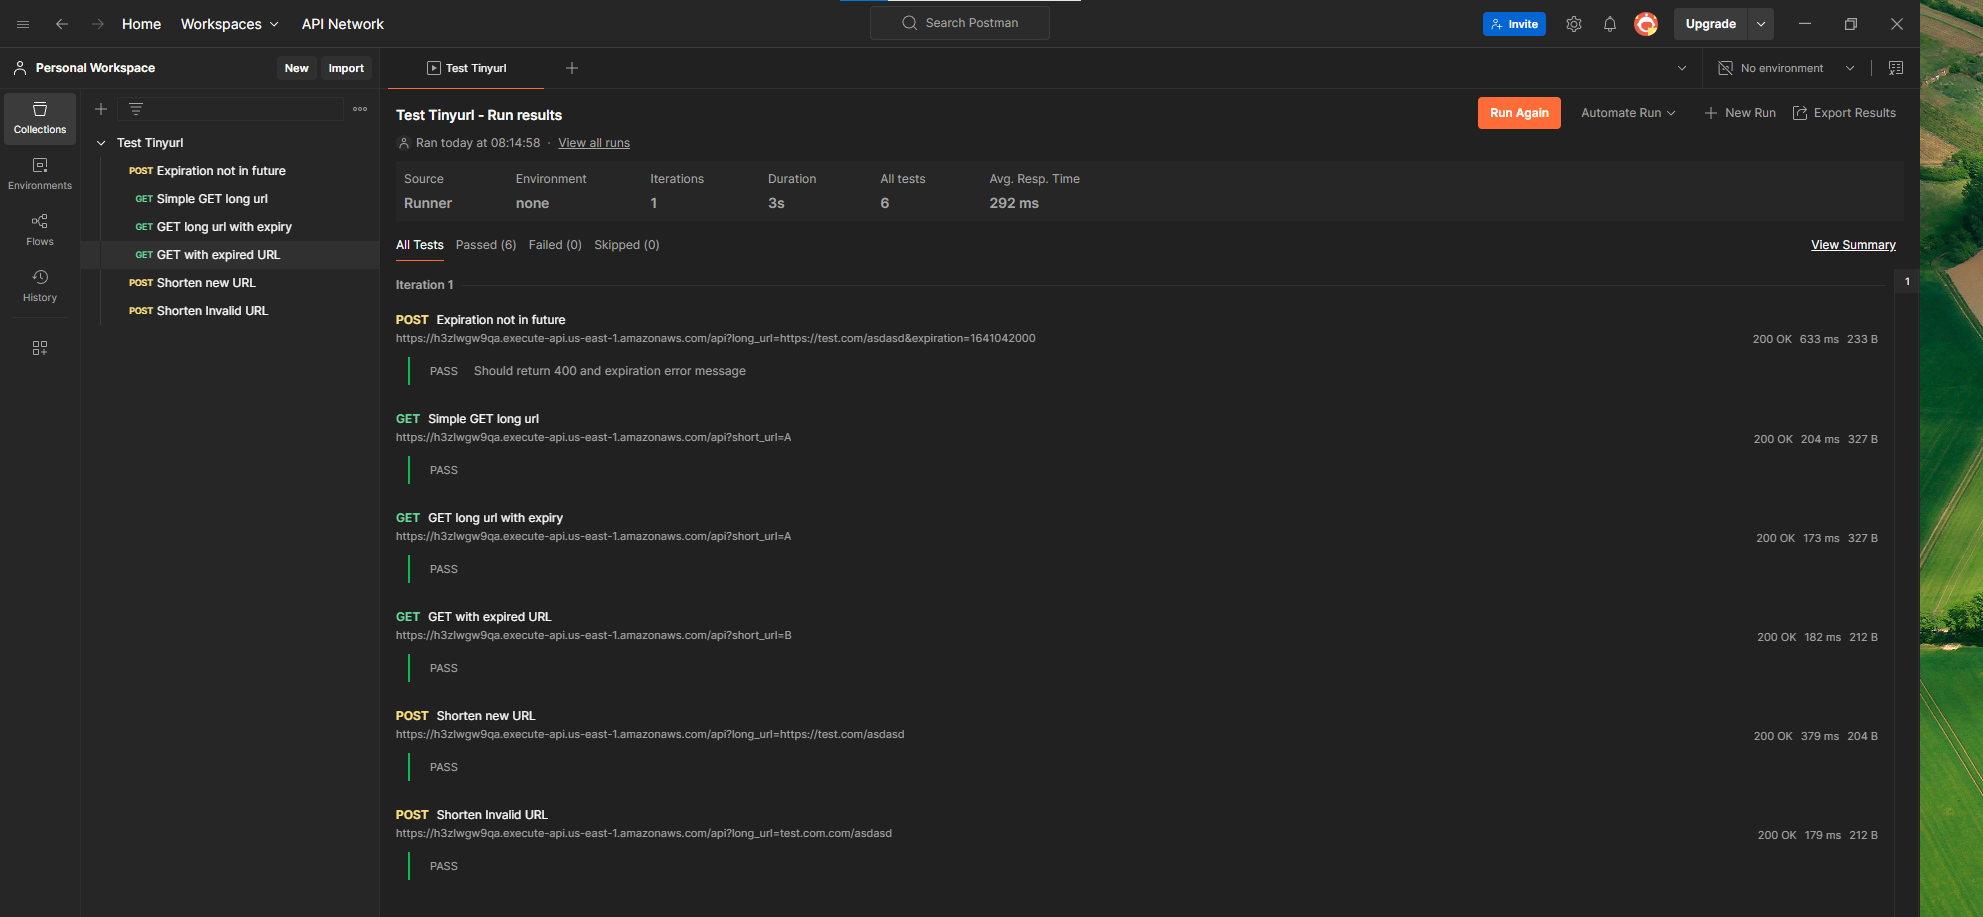 Home Workspaces API Network Search Postman Invite Upgrade
Personal Workspace New Import Test Tinyurl No environment
Collections
Environments
Flows
History
Test Tinyurl
POST Expiration not in future
GET Simple GET long url
GET GET long url with expiry
GET GET with expired URL
POST Shorten new URL
POST Shorten Invalid URL
Test Tinyurl - Run results
Run Again Automate Run New Run Export Results
Ran today at 08:14:58 · View all runs
Source Environment Iterations Duration All tests Avg. Resp. Time
Runner none 1 3s 6 292 ms
All Tests Passed (6) Failed (0) Skipped (0) View Summary
Iteration 1
1
POST Expiration not in future
https://h3zlwgw9qa.execute-api.us-east-1.amazonaws.com/api?long_url=https://test.com/asdasd&expiration=1641042000 200 OK 633 ms 233 B
PASS Should return 400 and expiration error message
GET Simple GET long url
https://h3zlwgw9qa.execute-api.us-east-1.amazonaws.com/api?short_url=A 200 OK 204 ms 327 B
PASS
GET GET long url with expiry
https://h3zlwgw9qa.execute-api.us-east-1.amazonaws.com/api?short_url=A 200 OK 173 ms 327 B
PASS
GET GET with expired URL
https://h3zlwgw9qa.execute-api.us-east-1.amazonaws.com/api?short_url=B 200 OK 182 ms 212 B
PASS
POST Shorten new URL
https://h3zlwgw9qa.execute-api.us-east-1.amazonaws.com/api?long_url=https://test.com/asdasd 200 OK 379 ms 204 B
PASS
POST Shorten Invalid URL
https://h3zlwgw9qa.execute-api.us-east-1.amazonaws.com/api?long_url=test.com.com/asdasd 200 OK 179 ms 212 B
PASS